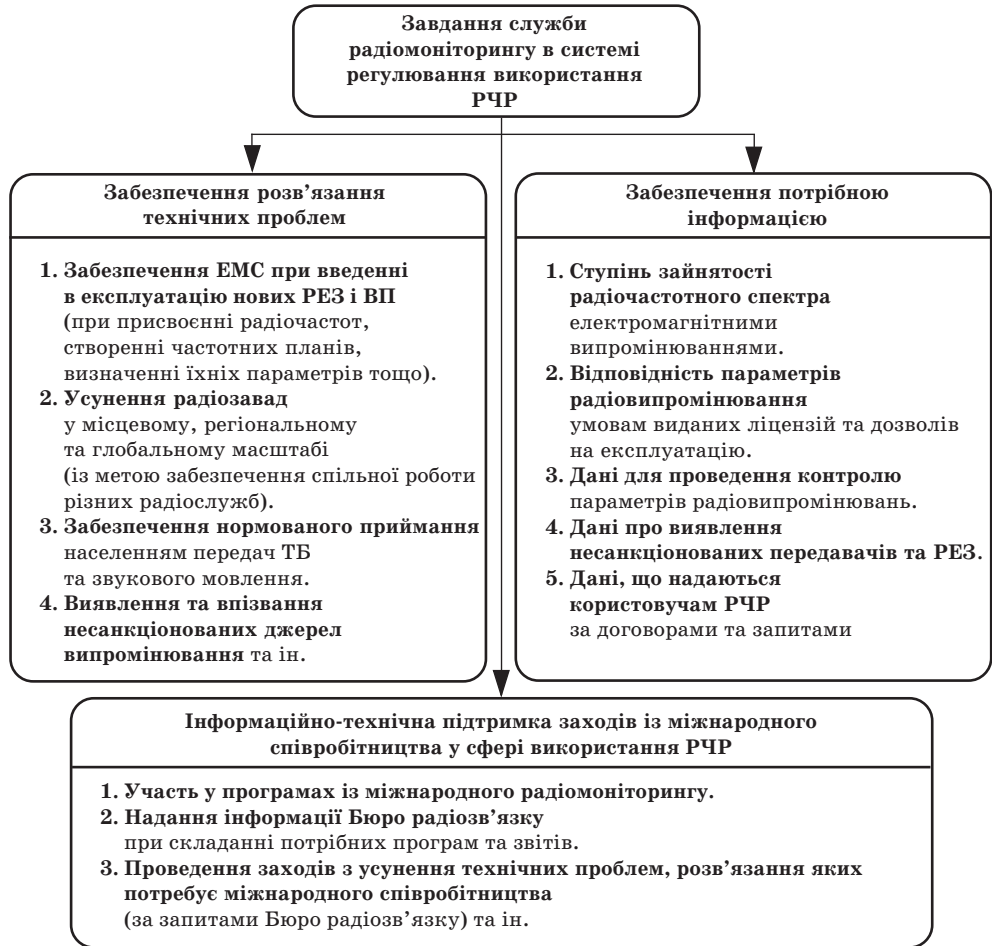 Завдання служби
радіомоніторингу в системі
регулювання використання
РЧР
Забезпечення розв'язання
технічних проблем
1. Забезпечення ЕМС при введенні
в експлуатацію нових РЕЗ і ВП
(при присвоєнні радіочастот,
створенні частотних планів,
визначенні їхніх параметрів тощо).
2. Усунення радіозавад
у місцевому, регіональному
та глобальному масштабі
(із метою забезпечення спільної роботи
різних радіослужб).
3. Забезпечення нормованого приймання
населенням передач ТБ
та звукового мовлення.
4. Виявлення та впізвання
несанкціонованих джерел
випромінювання та ін.
Забезпечення потрібною
інформацією
1. Ступінь зайнятості
радіочастотного спектра
електромагнітними
випромінюваннями.
2. Відповідність параметрів
радіовипромінювання
умовам виданих ліцензій та дозволів
на експлуатацію.
3. Дані для проведення контролю
параметрів радіовипромінювань.
4. Дані про виявлення
несанкціонованих передавачів та РЕЗ.
5. Дані, що надаються
користовучам РЧР
за договорами та запитами
Інформаційно-технічна підтримка заходів із міжнародного
співробітництва у сфері використання РЧР
1. Участь у програмах із міжнародного радіомоніторингу.
2. Надання інформації Бюро радіозв'язку
при складанні потрібних програм та звітів.
3. Проведення заходів з усунення технічних проблем, розв'язання яких
потребує міжнародного співробітництва
(за запитами Бюро радіозв'язку) та ін.